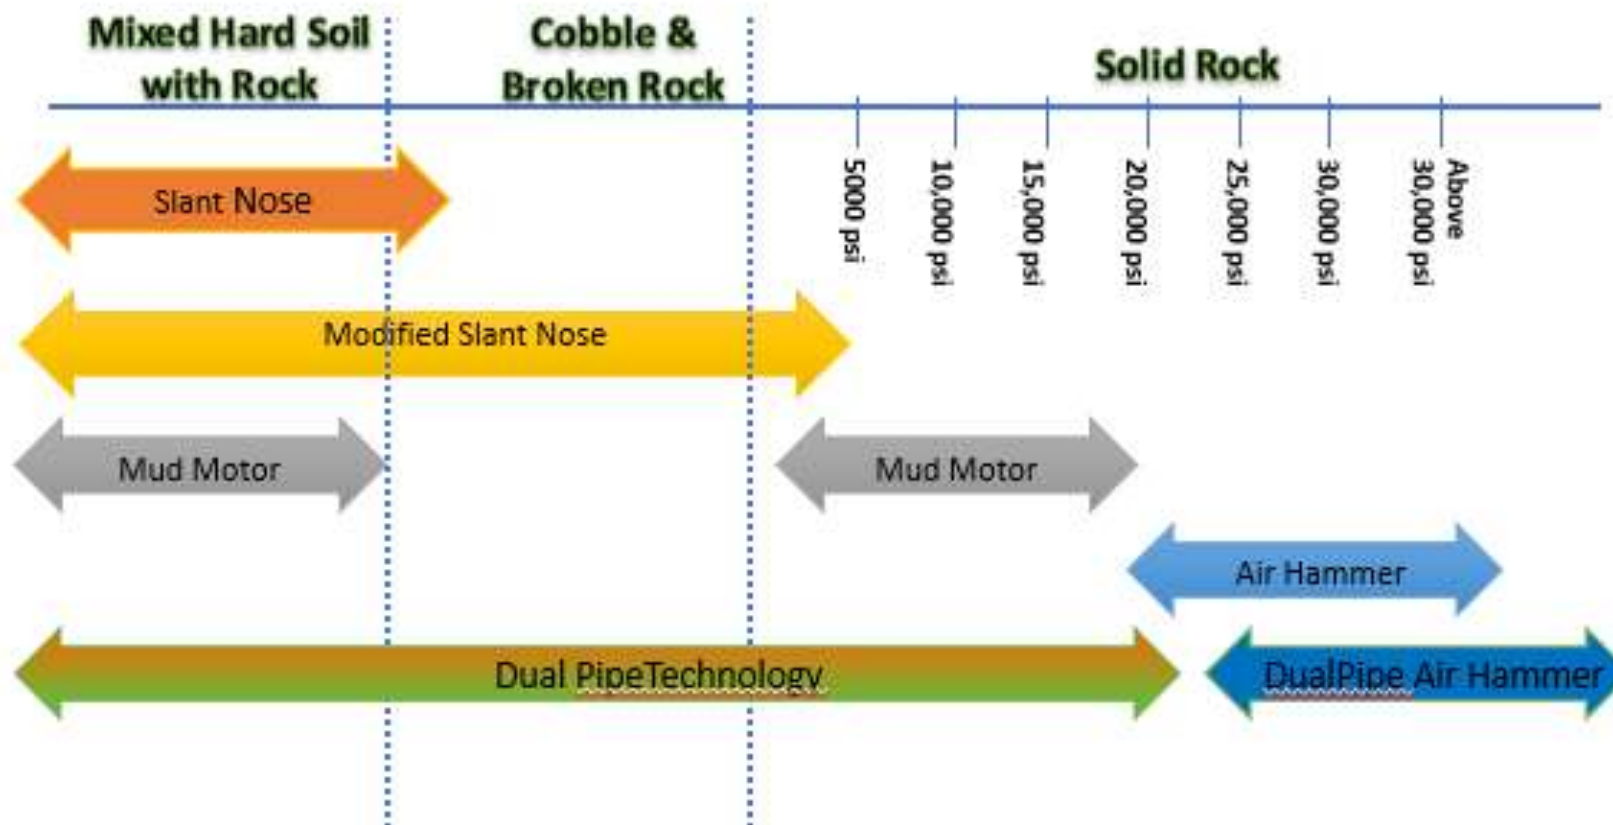 Mixed Hard Soil
with Rock
Cobble &
Broken Rock
Solid Rock
5000 psi
10,000 psi
15,000 psi
20,000 psi
25,000 psi
30,000 psi
Above
30,000 psi
Slant Nose
Modified Slant Nose
Mud Motor
Mud Motor
Air Hammer
Dual PipeTechnology
DualPipe Air Hammer